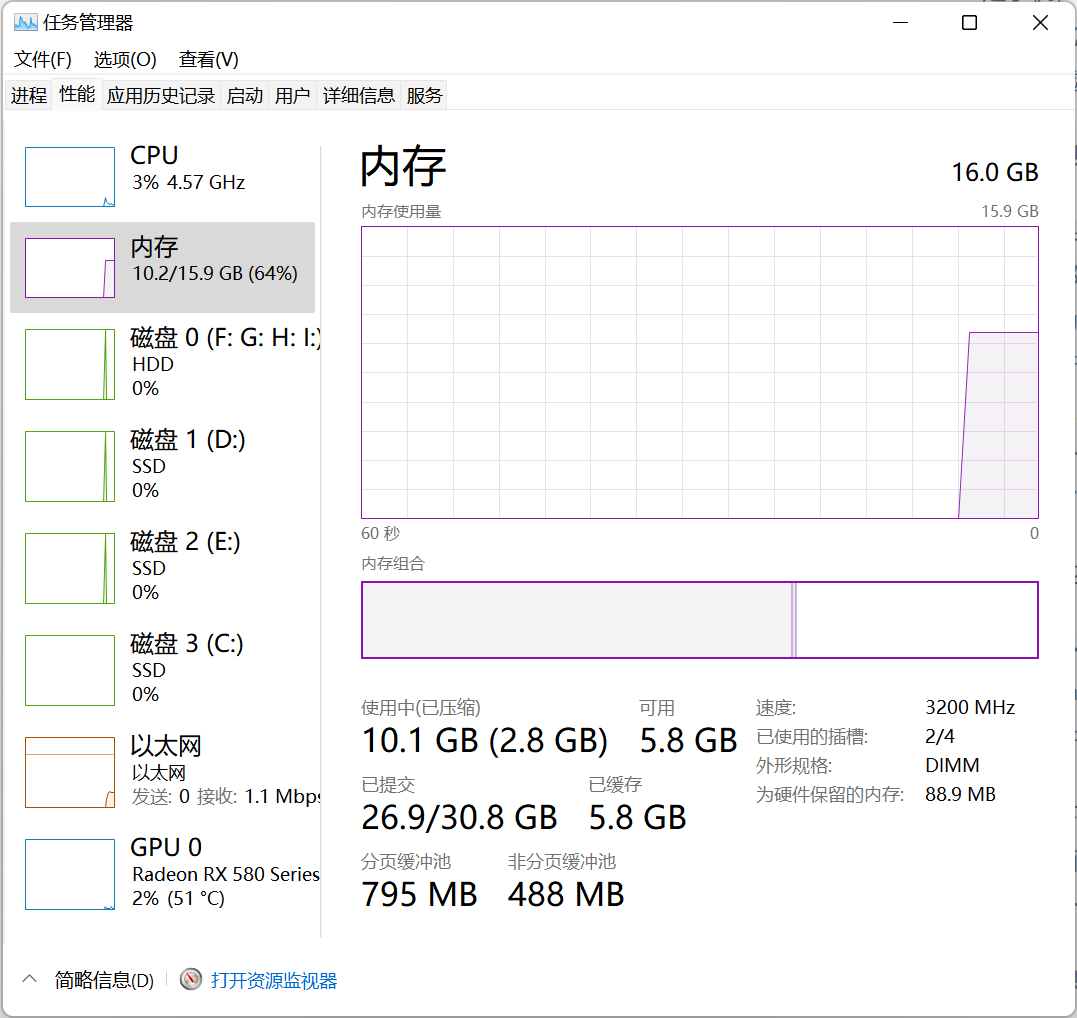 任务管理器
文件(F) 选项(O) 查看(V)
进程 性能 应用历史记录 启动 用户 详细信息 服务
CPU
3% 4.57 GHz
内存
10.2/15.9 GB (64%)
磁盘 0 (F: G: H: I:)
HDD
0%
磁盘 1 (D:)
SSD
0%
磁盘 2 (E:)
SSD
0%
磁盘 3 (C:)
SSD
0%
以太网
以太网
发送: 0 接收: 1.1 Mbps
GPU 0
Radeon RX 580 Series
2% (51 °C)
内存 16.0 GB
内存使用量 15.9 GB
60 秒 0
内存组合
使用中(已压缩) 可用
10.1 GB (2.8 GB) 5.8 GB
已提交 已缓存
26.9/30.8 GB 5.8 GB
分页缓冲池 非分页缓冲池
795 MB 488 MB
速度: 3200 MHz
已使用的插槽: 2/4
外形规格: DIMM
为硬件保留的内存: 88.9 MB
简略信息(D) 打开资源监视器